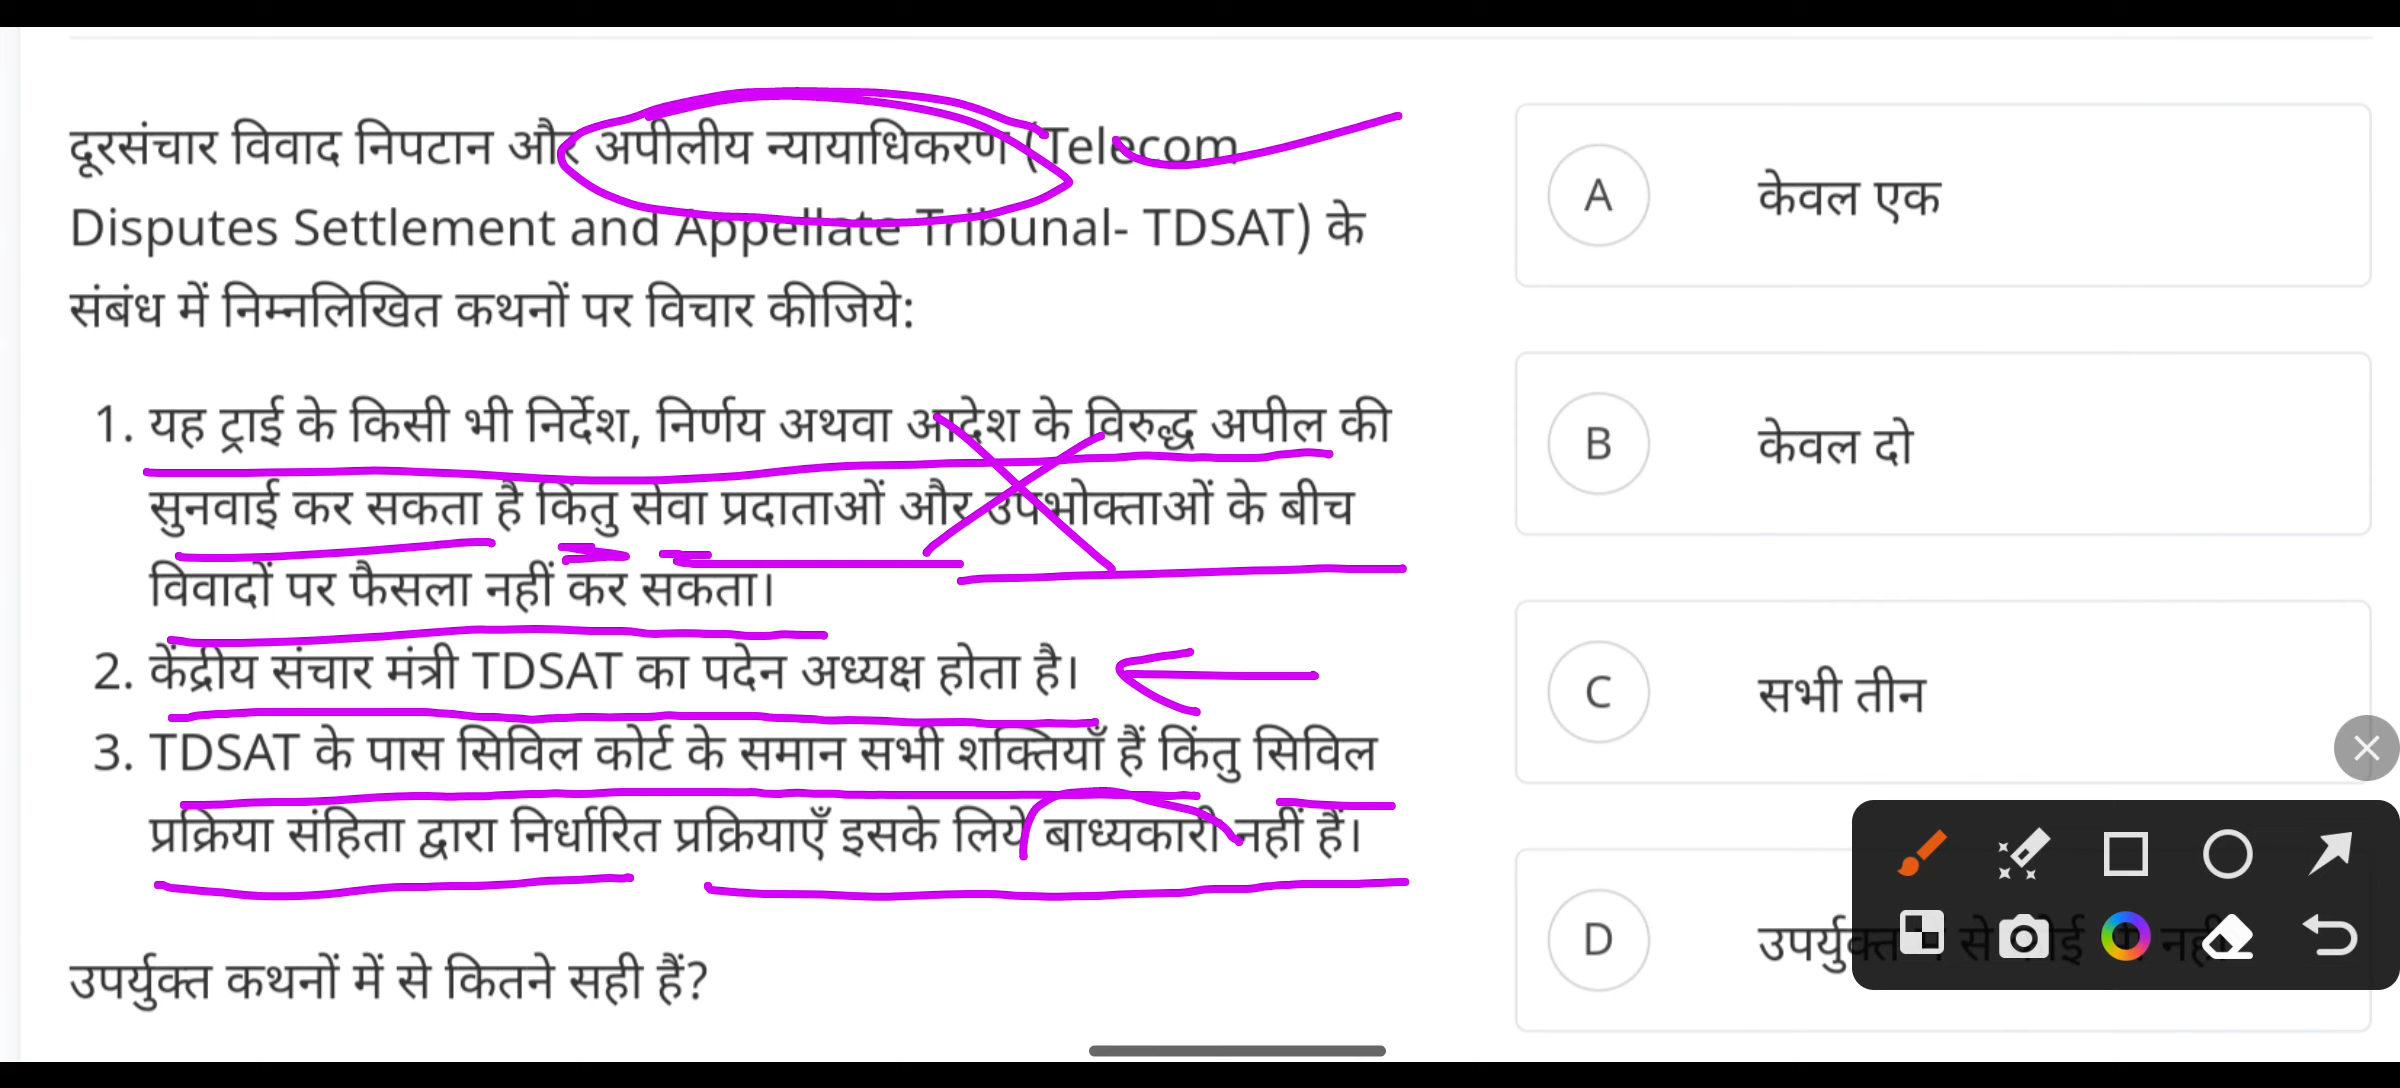 दूरसंचार विवाद निपटान और अपीलीय न्यायाधिकरण (Telecom
Disputes Settlement and Appellate Tribunal- TDSAT) के
संबंध में निम्नलिखित कथनों पर विचार कीजिये:
1. यह ट्राई के किसी भी निर्देश, निर्णय अथवा आदेश के विरुद्ध अपील की
सुनवाई कर सकता है किंतु सेवा प्रदाताओं और उपभोक्ताओं के बीच
विवादों पर फैसला नहीं कर सकता।
2. केंद्रीय संचार मंत्री TDSAT का पदेन अध्यक्ष होता है।
3. TDSAT के पास सिविल कोर्ट के समान सभी शक्तियाँ हैं किंतु सिविल
प्रक्रिया संहिता द्वारा निर्धारित प्रक्रियाएँ इसके लिये बाध्यकारी नहीं हैं।
उपर्युक्त कथनों में से कितने सही हैं?
A केवल एक
B केवल दो
C सभी तीन
D उपर्युक्त में से कोई भी नहीं